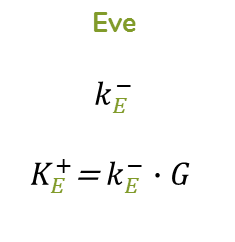 Eve
k_E^-
K_E^+ = k_E^- · G